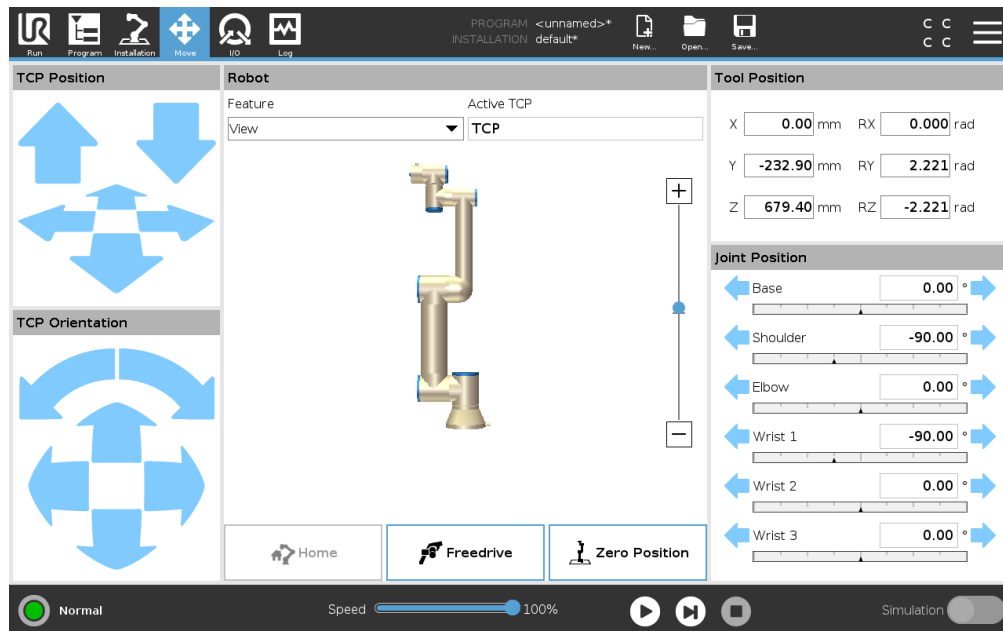 UR
Run
Program
Installation
Move
I/O
Log
PROGRAM <unnamed>*
INSTALLATION default*
New...
Open...
Save...
C C
C C
TCP Position
Robot
Tool Position
Feature
Active TCP
View
TCP
X 0.00 mm RX 0.000 rad
Y -232.90 mm RY 2.221 rad
Z 679.40 mm RZ -2.221 rad
Joint Position
Base 0.00 °
Shoulder -90.00 °
Elbow 0.00 °
Wrist 1 -90.00 °
Wrist 2 0.00 °
Wrist 3 0.00 °
TCP Orientation
Home
Freedrive
Zero Position
Normal
Speed 100%
Simulation